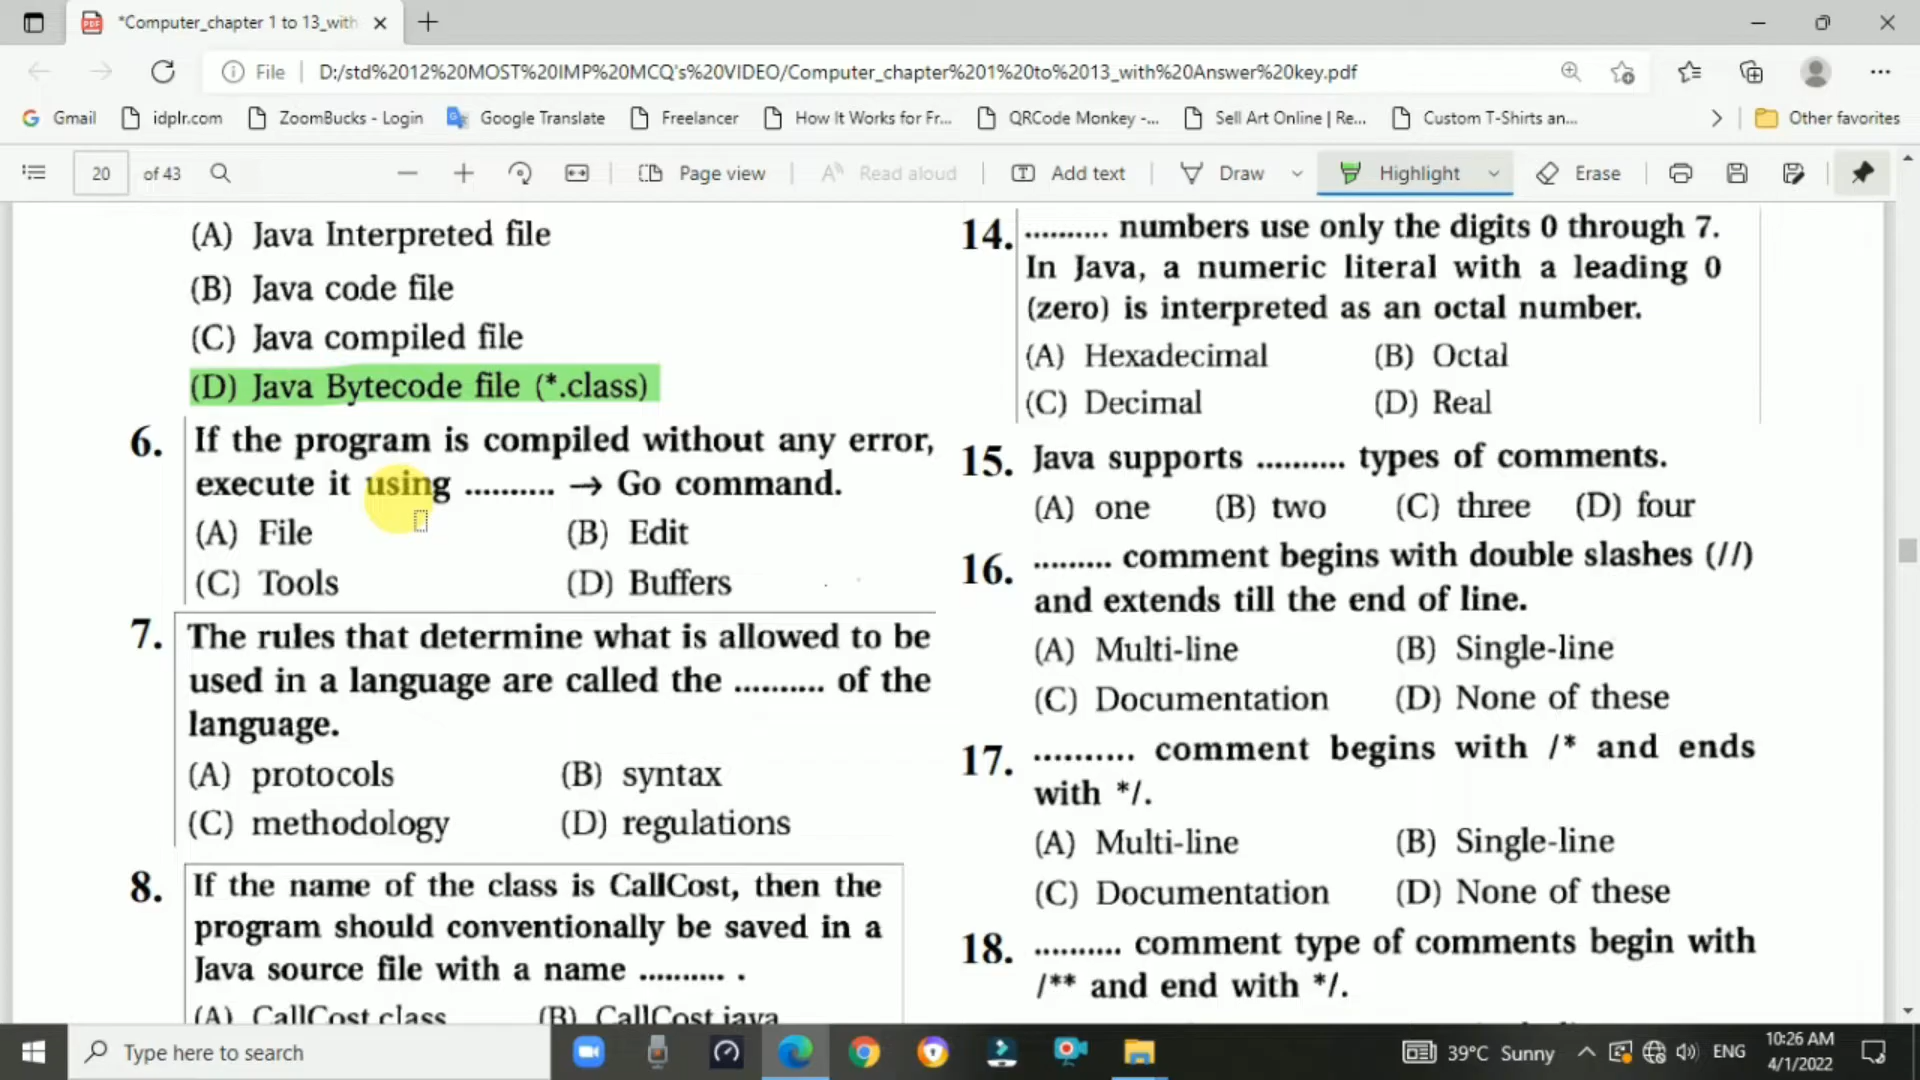 *Computer_chapter 1 to 13_with
File
D:/std%2012%20MOST%20IMP%20MCQ's%20VIDEO/Computer_chapter%201%20to%2013_with%20Answer%20key.pdf
Gmail
idplr.com
ZoomBucks - Login
Google Translate
Freelancer
How It Works for Fr...
QRCode Monkey -...
Sell Art Online | Re...
Custom T-Shirts an...
Other favorites
20 of 43
Page view
Read aloud
Add text
Draw
Highlight
Erase
(A) Java Interpreted file
(B) Java code file
(C) Java compiled file
(D) Java Bytecode file (*.class)
6. If the program is compiled without any error,
execute it using .......... → Go command.
(A) File (B) Edit
(C) Tools (D) Buffers
7. The rules that determine what is allowed to be
used in a language are called the .......... of the
language.
(A) protocols (B) syntax
(C) methodology (D) regulations
8. If the name of the class is CallCost, then the
program should conventionally be saved in a
Java source file with a name .......... .
(A) CallCost.class (B) CallCost.java
14. .......... numbers use only the digits 0 through 7.
In Java, a numeric literal with a leading 0
(zero) is interpreted as an octal number.
(A) Hexadecimal (B) Octal
(C) Decimal (D) Real
15. Java supports .......... types of comments.
(A) one (B) two (C) three (D) four
16. ......... comment begins with double slashes (//)
and extends till the end of line.
(A) Multi-line (B) Single-line
(C) Documentation (D) None of these
17. .......... comment begins with /* and ends
with */.
(A) Multi-line (B) Single-line
(C) Documentation (D) None of these
18. .......... comment type of comments begin with
/** and end with */.
Type here to search
39°C Sunny
ENG
10:26 AM
4/1/2022